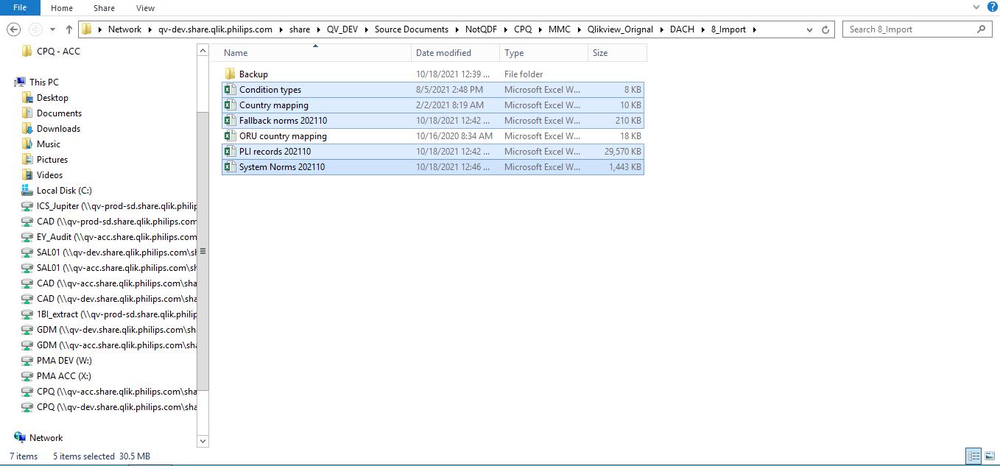 File Home Share View
Network qv-dev.share.qlik.philips.com share QV_DEV Source Documents NotQDF CPQ MMC Qlikview_Orignal DACH 8_Import Search 8_Import
CPQ - ACC
This PC
Desktop
Documents
Downloads
Music
Pictures
Videos
Local Disk (C:)
ICS_Jupiter (\\qv-prod-sd.share.qlik.philip
CAD (\\qv-prod-sd.share.qlik.philips.com
EY_Audit (\\qv-acc.share.qlik.philips.com
SAL01 (\\qv-dev.share.qlik.philips.com\sh
SAL01 (\\qv-acc.share.qlik.philips.com\sh
CAD (\\qv-acc.share.qlik.philips.com\sha
CAD (\\qv-dev.share.qlik.philips.com\sha
1BI_extract (\\qv-prod-sd.share.qlik.philip
GDM (\\qv-dev.share.qlik.philips.com\sh
GDM (\\qv-acc.share.qlik.philips.com\sha
PMA DEV (W:)
PMA ACC (X:)
CPQ (\\qv-acc.share.qlik.philips.com\sha
CPQ (\\qv-dev.share.qlik.philips.com\sha
Network
Name Date modified Type Size
Backup 10/18/2021 12:39 ... File folder
Condition types 8/5/2021 2:48 PM Microsoft Excel W... 8 KB
Country mapping 2/2/2021 8:19 AM Microsoft Excel W... 10 KB
Fallback norms 202110 10/18/2021 12:42 ... Microsoft Excel W... 210 KB
ORU country mapping 10/16/2020 8:34 AM Microsoft Excel W... 18 KB
PLI records 202110 10/18/2021 12:42 ... Microsoft Excel W... 29,570 KB
System Norms 202110 10/18/2021 12:46 ... Microsoft Excel W... 1,443 KB
7 items 5 items selected 30.5 MB